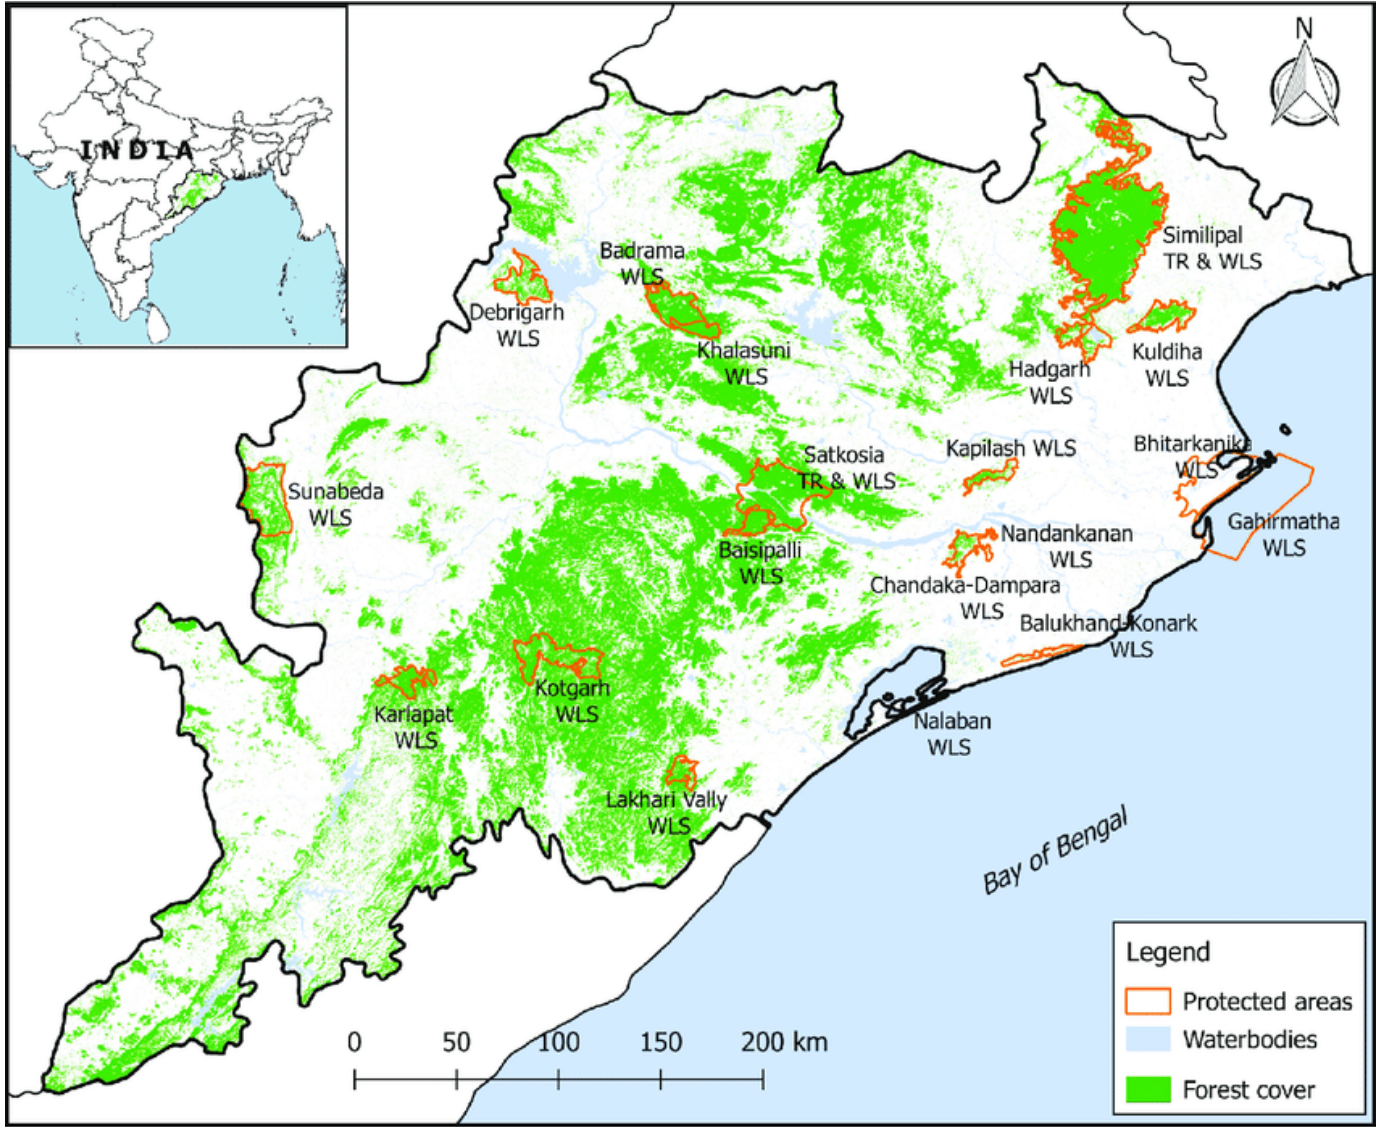 INDIA
N
Similipal
TR & WLS
Badrama
WLS
Debrigarh
WLS
Khalasuni
WLS
Hadgarh
WLS
Kuldiha
WLS
Satkosia
TR & WLS
Kapilash WLS
Bhitarkanika
WLS
Sunabeda
WLS
Gahirmatha
WLS
Baisipalli
WLS
Nandankanan
WLS
Chandaka-Dampara
WLS
Balukhand-Konark
WLS
Kotgarh
WLS
Karlapat
WLS
Nalaban
WLS
Lakhari Vally
WLS
Bay of Bengal
Legend
Protected areas
Waterbodies
Forest cover
0 50 100 150 200 km